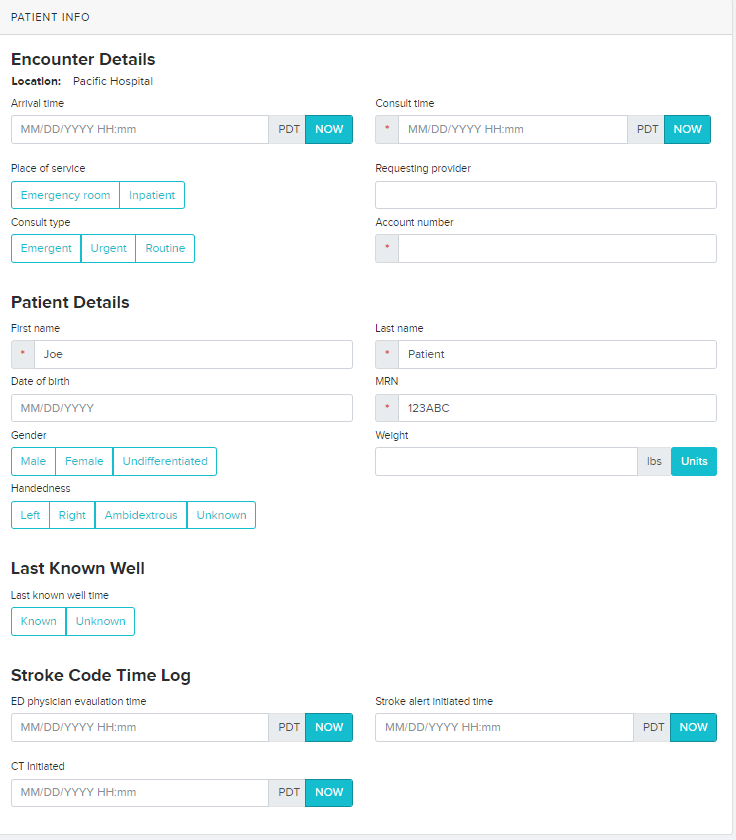 PATIENT INFO
Encounter Details
Location: Pacific Hospital
Arrival time Consult time
MM/DD/YYYY HH:mm PDT NOW * MM/DD/YYYY HH:mm PDT NOW
Place of service Requesting provider
Emergency room Inpatient
Consult type Account number
Emergent Urgent Routine *
Patient Details
First name Last name
* Joe * Patient
Date of birth MRN
MM/DD/YYYY * 123ABC
Gender Weight
Male Female Undifferentiated lbs Units
Handedness
Left Right Ambidextrous Unknown
Last Known Well
Last known well time
Known Unknown
Stroke Code Time Log
ED physician evaulation time Stroke alert initiated time
MM/DD/YYYY HH:mm PDT NOW MM/DD/YYYY HH:mm PDT NOW
CT Initiated
MM/DD/YYYY HH:mm PDT NOW